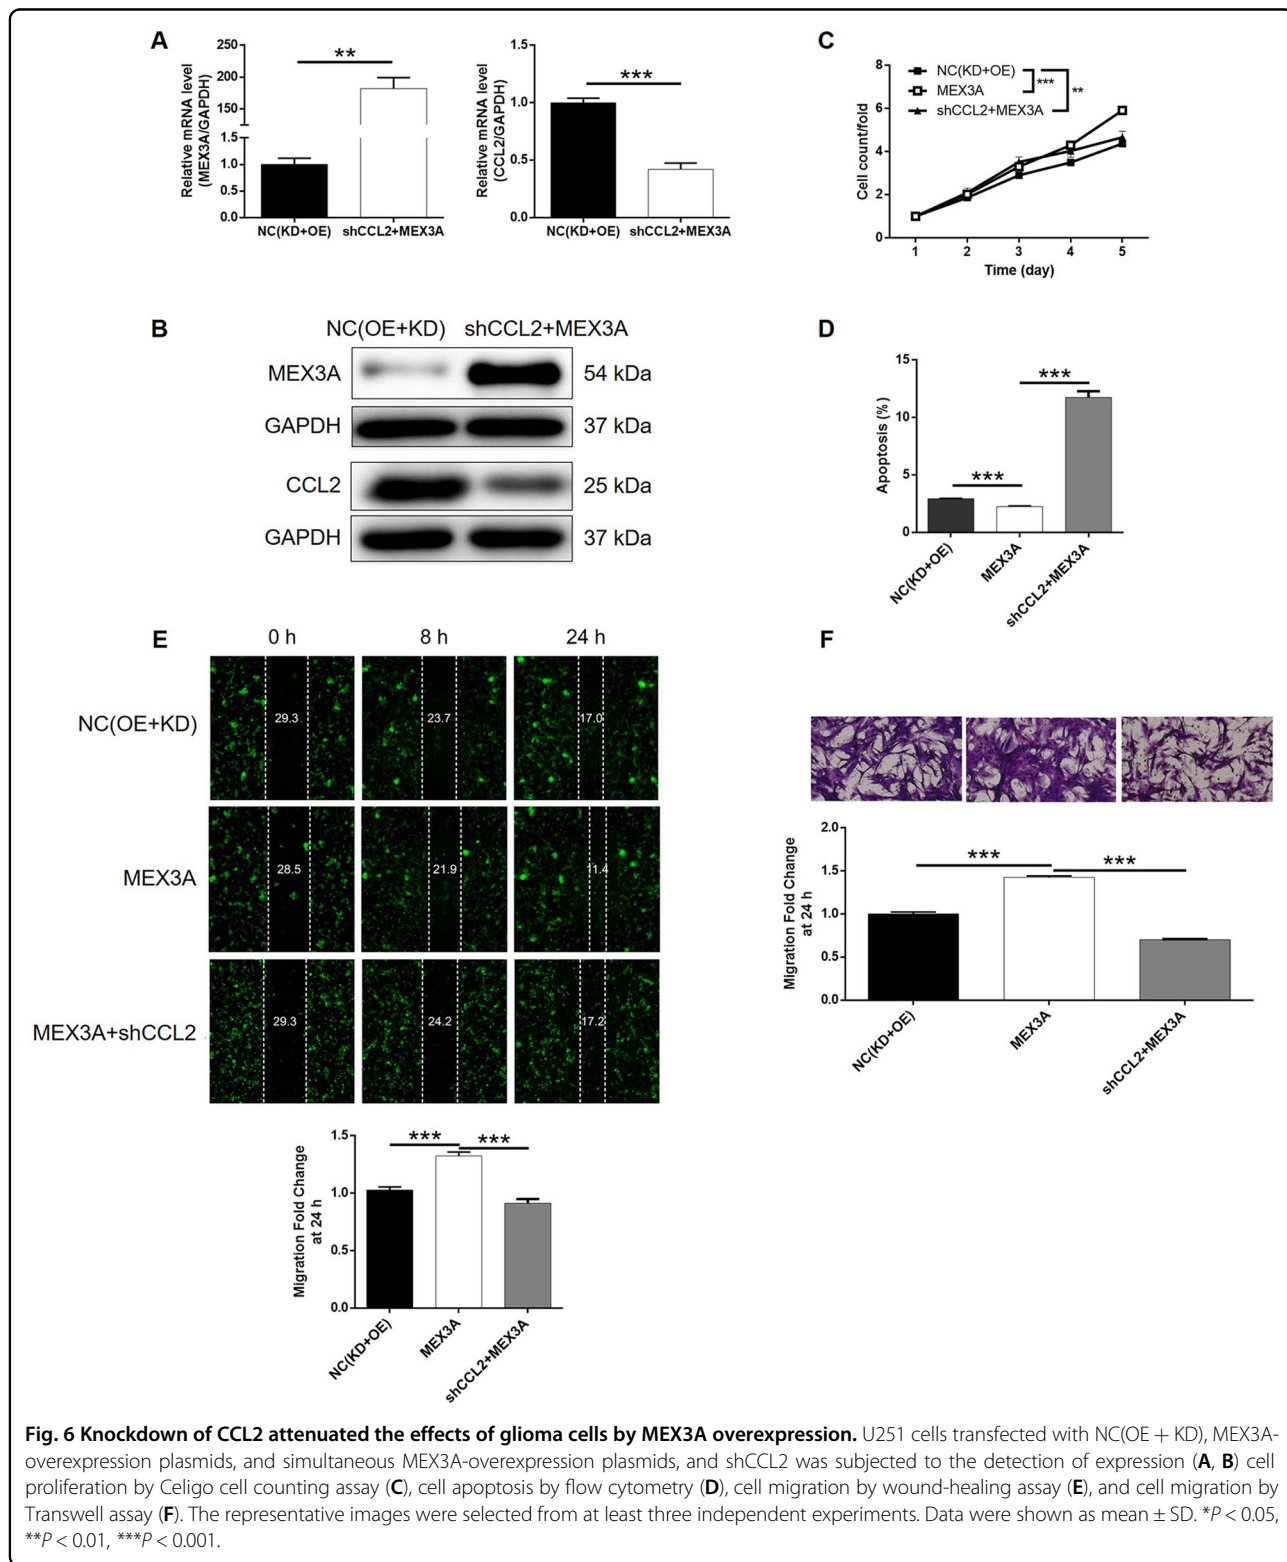 A
Relative mRNA level
(MEX3A/GAPDH)
250
200
150
1.5
1.0
0.5
0.0
**
NC(KD+OE)
shCCL2+MEX3A
Relative mRNA level
(CCL2/GAPDH)
1.5
1.0
0.5
0.0
***
NC(KD+OE)
shCCL2+MEX3A
C
Cell count/fold
8
6
4
2
0
NC(KD+OE)
MEX3A
shCCL2+MEX3A
***
**
1 2 3 4 5
Time (day)
B
NC(OE+KD) shCCL2+MEX3A
MEX3A 54 kDa
GAPDH 37 kDa
CCL2 25 kDa
GAPDH 37 kDa
D
Apoptosis (%)
15
10
5
0
***
***
NC(KD+OE)
MEX3A
shCCL2+MEX3A
E
0 h 8 h 24 h
NC(OE+KD)
29.3 23.7 17.0
MEX3A
28.5 21.9 11.4
MEX3A+shCCL2
29.3 24.2 17.2
Migration Fold Change
at 24 h
1.5
1.0
0.5
0.0
***
***
NC(KD+OE)
MEX3A
shCCL2+MEX3A
F
Migration Fold Change
at 24 h
2.0
1.5
1.0
0.5
0.0
***
***
NC(KD+OE)
MEX3A
shCCL2+MEX3A
Fig. 6 Knockdown of CCL2 attenuated the effects of glioma cells by MEX3A overexpression. U251 cells transfected with NC(OE + KD), MEX3A-
overexpression plasmids, and simultaneous MEX3A-overexpression plasmids, and shCCL2 was subjected to the detection of expression (A, B) cell
proliferation by Celigo cell counting assay (C), cell apoptosis by flow cytometry (D), cell migration by wound-healing assay (E), and cell migration by
Transwell assay (F). The representative images were selected from at least three independent experiments. Data were shown as mean ± SD. *P < 0.05,
**P < 0.01, ***P < 0.001.